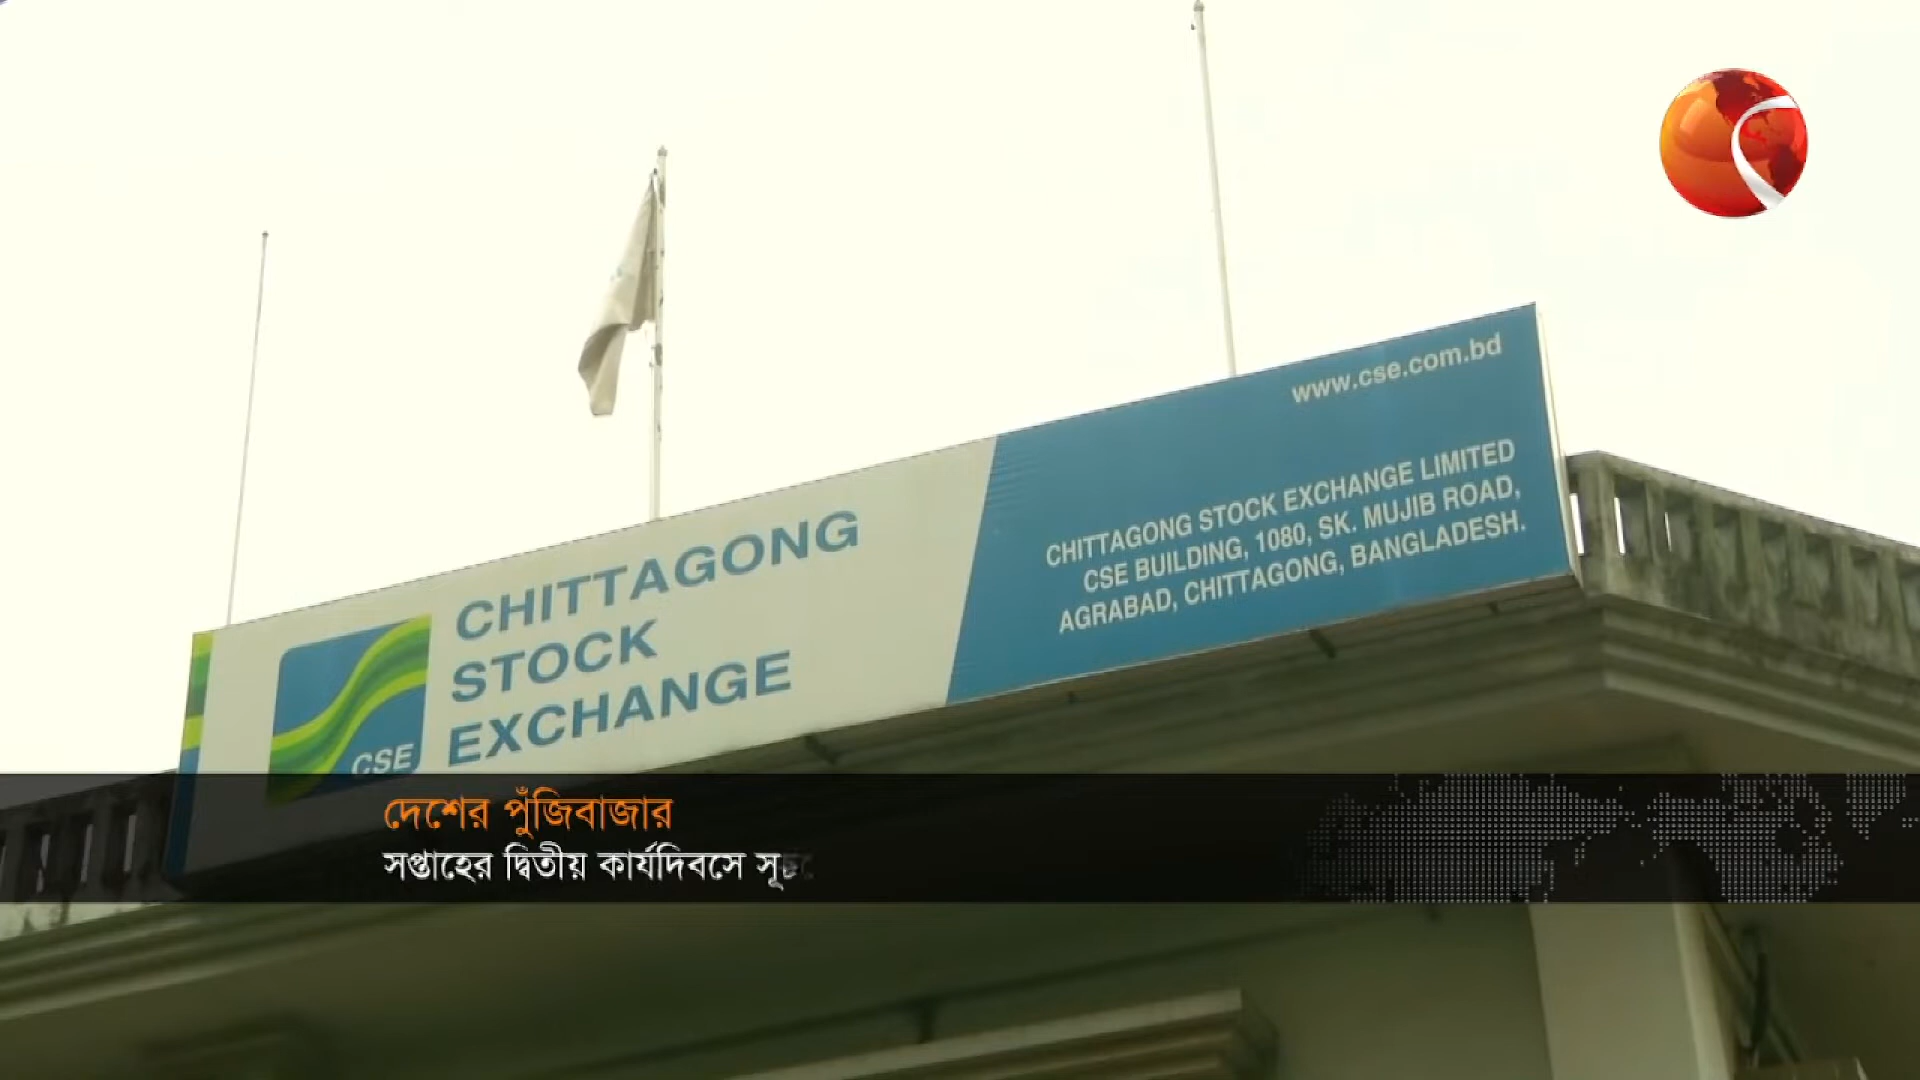 www.cse.com.bd
CHITTAGONG
STOCK
EXCHANGE
CSE
CHITTAGONG STOCK EXCHANGE LIMITED
CSE BUILDING, 1080, SK. MUJIB ROAD,
AGRABAD, CHITTAGONG, BANGLADESH.
দেশের পুঁজিবাজার
সপ্তাহের দ্বিতীয় কার্যদিবসে